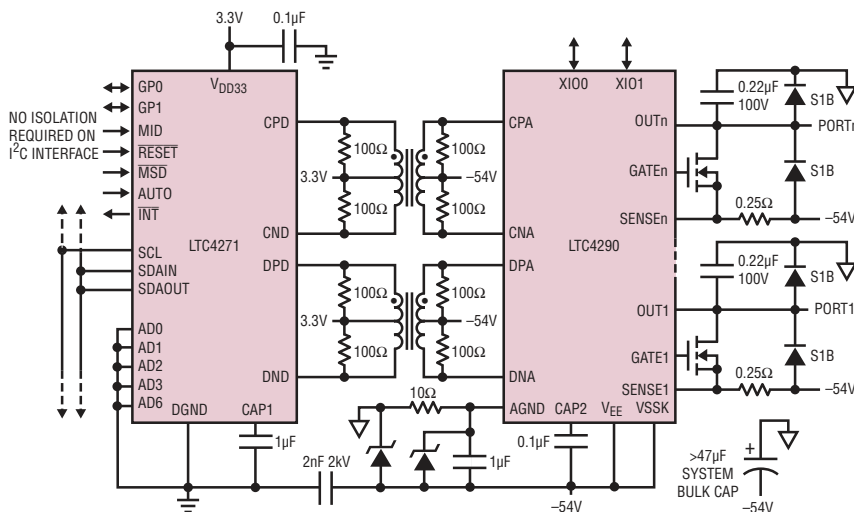 3.3V
0.1µF
VDD33
GP0
GP1
MID
RESET
MSD
AUTO
INT
SCL
SDAIN
SDAOUT
AD0
AD1
AD2
AD3
AD6
NO ISOLATION
REQUIRED ON
I2C INTERFACE
LTC4271
CPD
CND
DPD
DND
DGND
CAP1
1µF
2nF 2kV
100Ω
3.3V
100Ω
100Ω
–54V
100Ω
100Ω
3.3V
100Ω
100Ω
–54V
100Ω
10Ω
1µF
0.1µF
XIO0
XIO1
CPA
CNA
DPA
DNA
AGND
CAP2
VEE
VSSK
–54V
LTC4290
OUTn
GATEn
SENSEn
OUT1
GATE1
SENSE1
0.22µF
100V
S1B
PORTn
S1B
0.25Ω
–54V
0.22µF
100V
S1B
PORT1
S1B
0.25Ω
–54V
>47µF
SYSTEM
BULK CAP
+
–54V